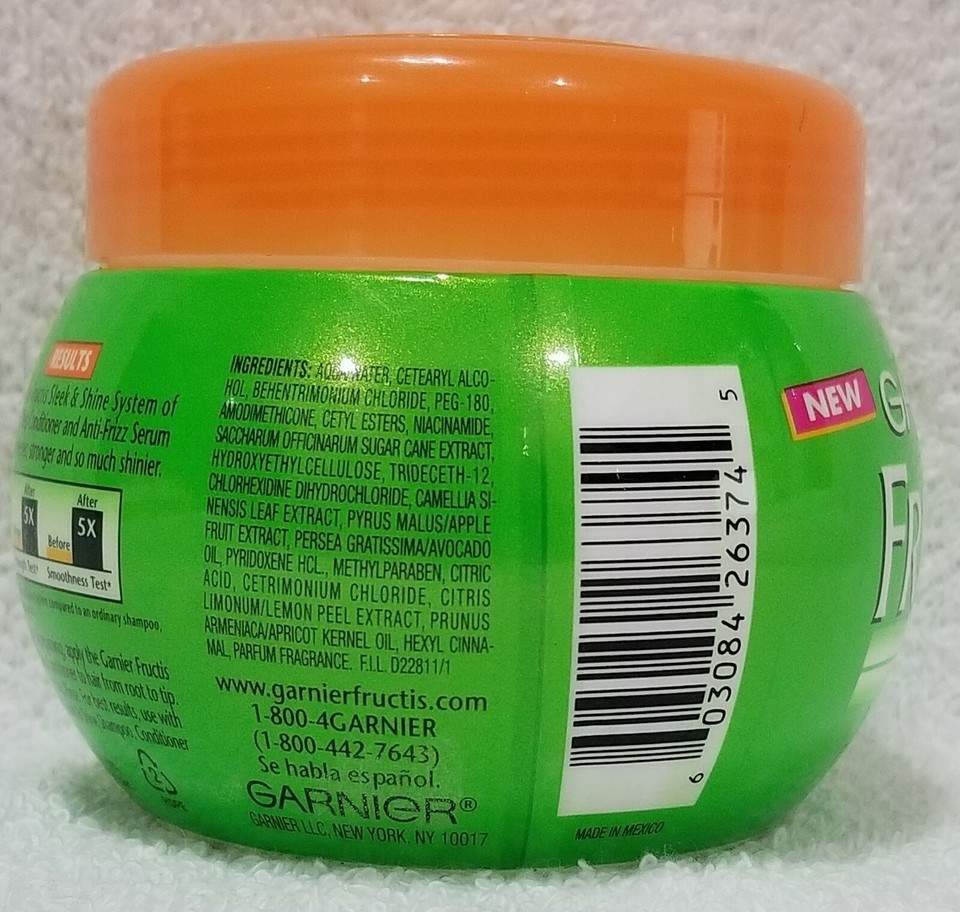 RESULTS
Sleek & Shine System of
Conditioner and Anti-Frizz Serum
stronger and so much shinier.
After
5X
After
5X
Before
Test*
Smoothness Test*
compared to an ordinary shampoo.
apply the Garnier Fructis
to hair from root to tip.
For best results, use with
Shampoo, Conditioner
2
HDPE
INGREDIENTS: AQUA/WATER, CETEARYL ALCO-
HOL, BEHENTRIMONIUM CHLORIDE, PEG-180,
AMODIMETHICONE, CETYL ESTERS, NIACINAMIDE,
SACCHARUM OFFICINARUM SUGAR CANE EXTRACT,
HYDROXYETHYLCELLULOSE, TRIDECETH-12,
CHLORHEXIDINE DIHYDROCHLORIDE, CAMELLIA SI-
NENSIS LEAF EXTRACT, PYRUS MALUS/APPLE
FRUIT EXTRACT, PERSEA GRATISSIMA/AVOCADO
OIL, PYRIDOXENE HCL., METHYLPARABEN, CITRIC
ACID, CETRIMONIUM CHLORIDE, CITRIS
LIMONUM/LEMON PEEL EXTRACT, PRUNUS
ARMENIACA/APRICOT KERNEL OIL, HEXYL CINNA-
MAL, PARFUM FRAGRANCE. F.I.L. D22811/1
www.garnierfructis.com
1-800-4GARNIER
(1-800-442-7643)
Se habla español.
GARNIER®
GARNIER LLC, NEW YORK, NY 10017
6 03084 26374 5
MADE IN MEXICO
NEW
G
Fr